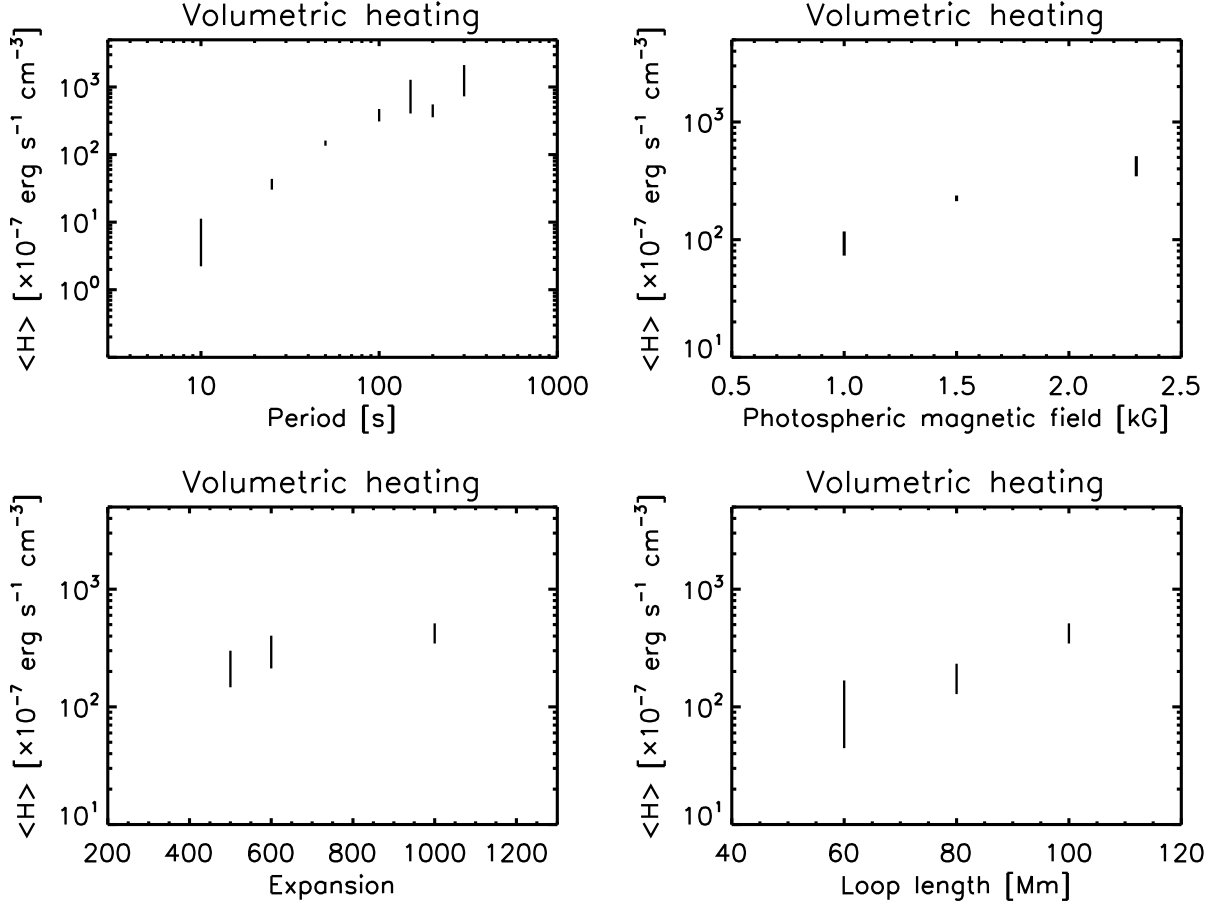 Volumetric heating
<H> [×10⁻⁷ erg s⁻¹ cm⁻³]
10³
10²
10¹
10⁰
10 100 1000
Period [s]
Volumetric heating
<H> [×10⁻⁷ erg s⁻¹ cm⁻³]
10³
10²
10¹
0.5 1.0 1.5 2.0 2.5
Photospheric magnetic field [kG]
Volumetric heating
<H> [×10⁻⁷ erg s⁻¹ cm⁻³]
10³
10²
10¹
200 400 600 800 1000 1200
Expansion
Volumetric heating
<H> [×10⁻⁷ erg s⁻¹ cm⁻³]
10³
10²
10¹
40 60 80 100 120
Loop length [Mm]